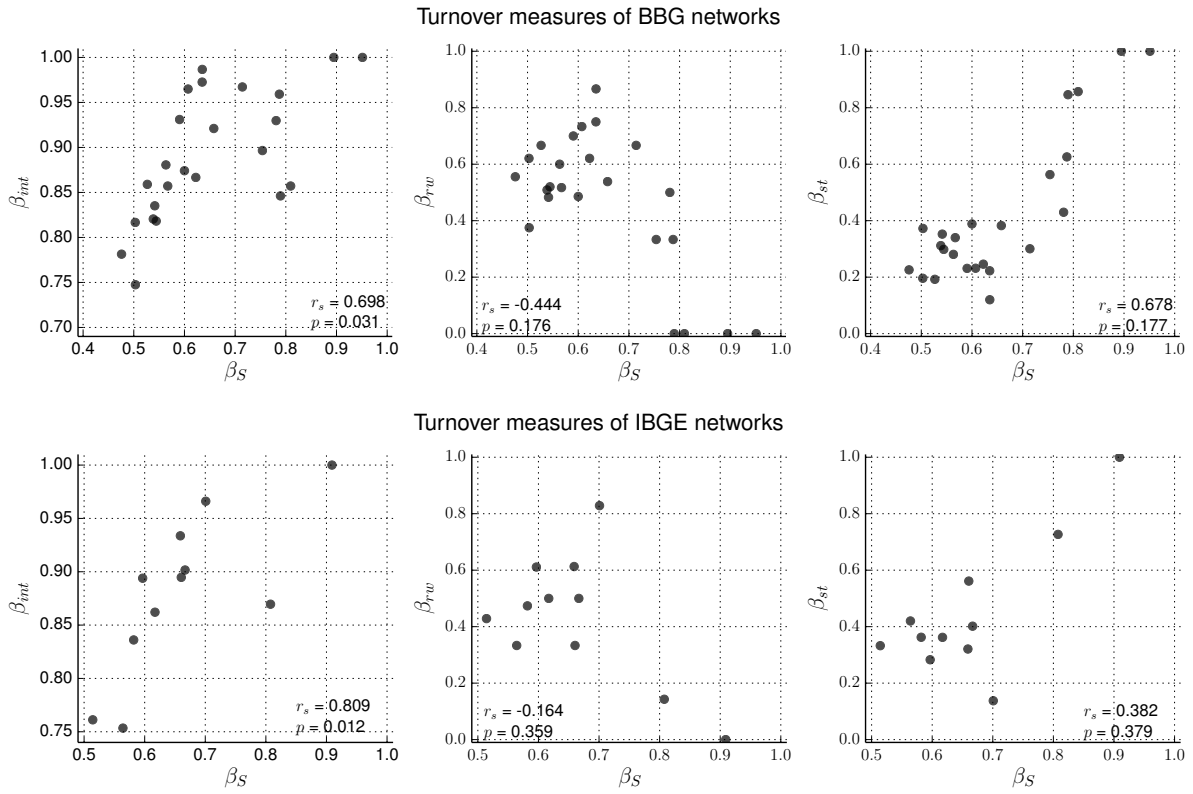 Turnover measures of BBG networks
1.00
0.95
0.90
0.85
0.80
0.75
0.70
0.4 0.5 0.6 0.7 0.8 0.9 1.0
β_int
β_S
r_s = 0.698
p = 0.031
1.0
0.8
0.6
0.4
0.2
0.0
0.4 0.5 0.6 0.7 0.8 0.9 1.0
β_rw
β_S
r_s = -0.444
p = 0.176
1.0
0.8
0.6
0.4
0.2
0.0
0.4 0.5 0.6 0.7 0.8 0.9 1.0
β_st
β_S
r_s = 0.678
p = 0.177
Turnover measures of IBGE networks
1.00
0.95
0.90
0.85
0.80
0.75
0.5 0.6 0.7 0.8 0.9 1.0
β_int
β_S
r_s = 0.809
p = 0.012
1.0
0.8
0.6
0.4
0.2
0.0
0.5 0.6 0.7 0.8 0.9 1.0
β_rw
β_S
r_s = -0.164
p = 0.359
1.0
0.8
0.6
0.4
0.2
0.0
0.5 0.6 0.7 0.8 0.9 1.0
β_st
β_S
r_s = 0.382
p = 0.379